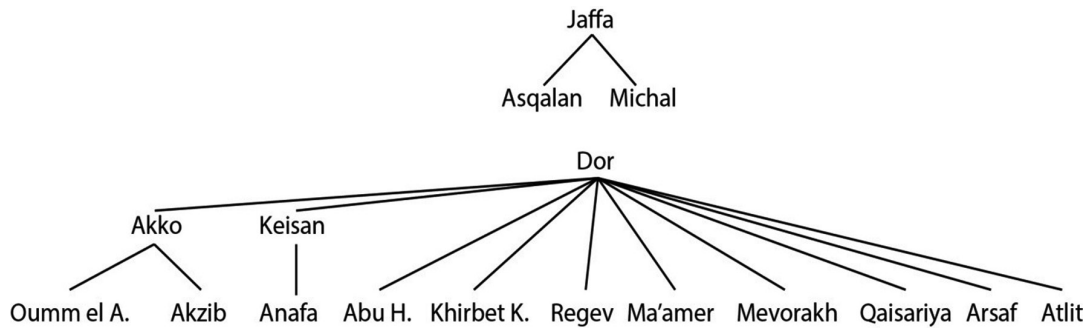 Jaffa
Asqalan Michal
Dor
Akko Keisan
Oumm el A. Akzib Anafa Abu H. Khirbet K. Regev Ma’amer Mevorakh Qaisariya Arsaf Atlit